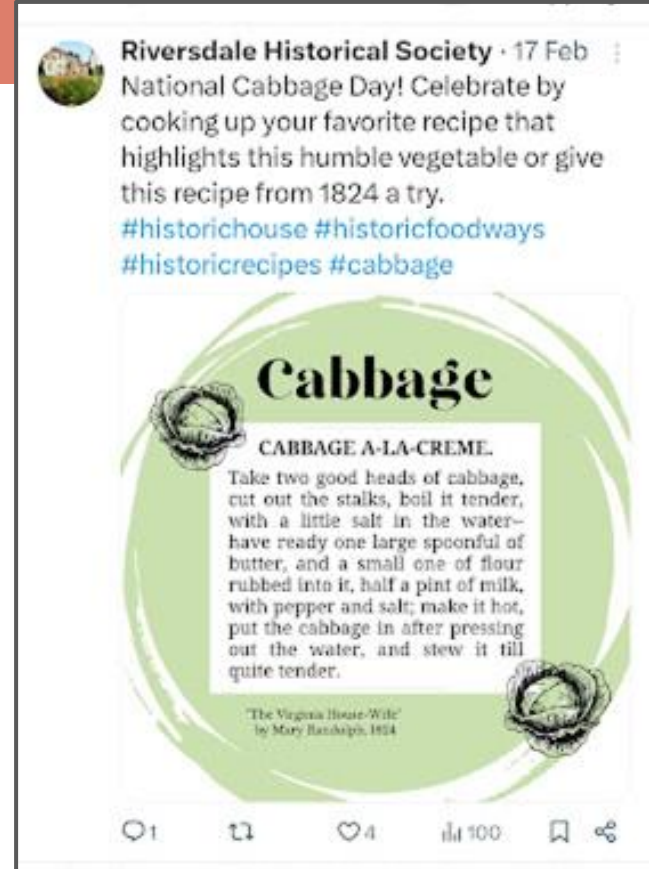 Riversdale Historical Society · 17 Feb
National Cabbage Day! Celebrate by
cooking up your favorite recipe that
highlights this humble vegetable or give
this recipe from 1824 a try.
#historichouse #historicfoodways
#historicrecipes #cabbage
Cabbage
CABBAGE A-LA-CREME.
Take two good heads of cabbage,
cut out the stalks, boil it tender,
with a little salt in the water–
have ready one large spoonful of
butter, and a small one of flour
rubbed into it, half a pint of milk,
with pepper and salt; make it hot,
put the cabbage in after pressing
out the water, and stew it till
quite tender.
"The Virginia House-Wife"
by Mary Randolph, 1824
1 4 100